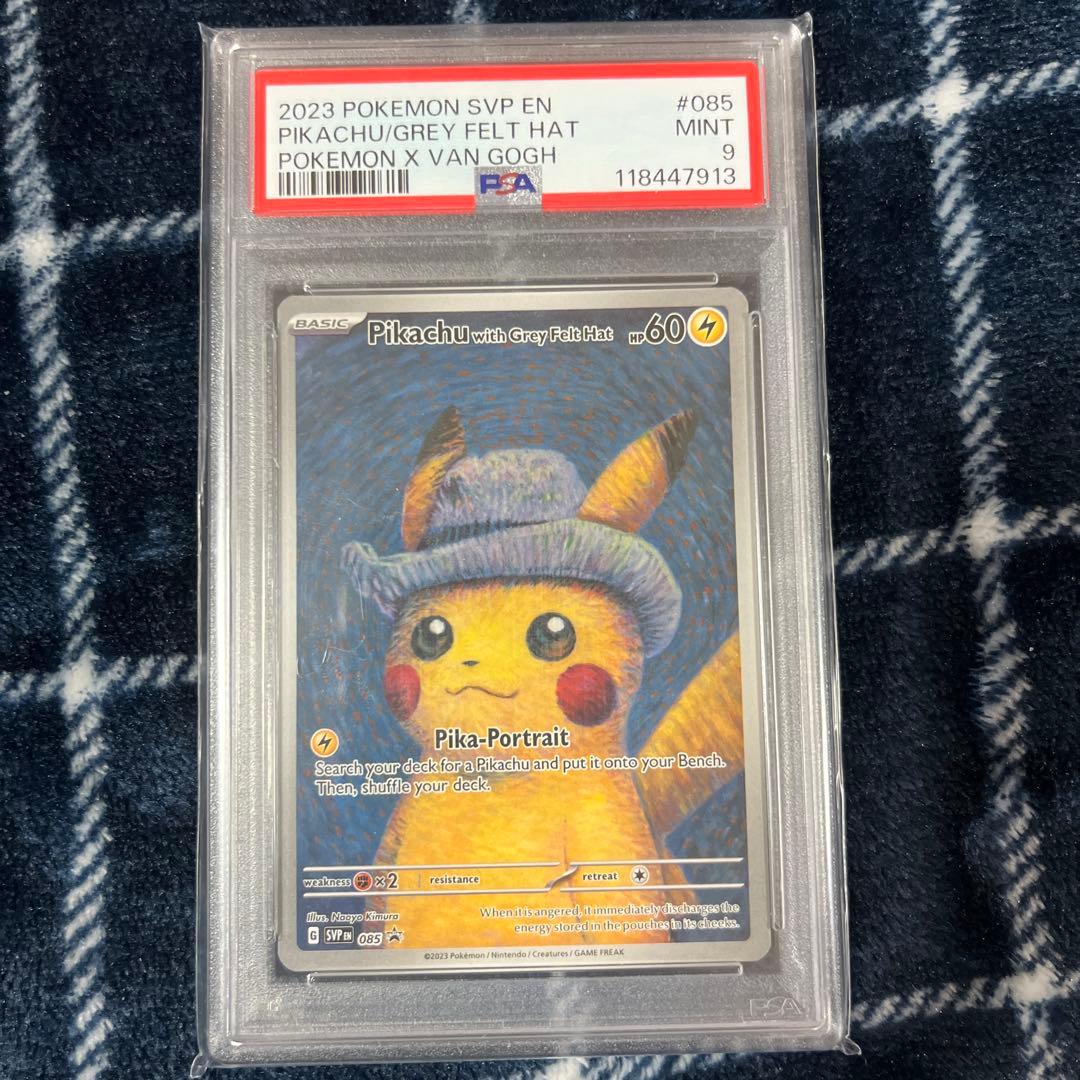 2023 POKEMON SVP EN #085
PIKACHU/GREY FELT HAT MINT
POKEMON X VAN GOGH 9
PSA 118447913
BASIC Pikachu with Grey Felt Hat HP60
Pika-Portrait
Search your deck for a Pikachu and put it onto your Bench.
Then, shuffle your deck.
weakness ×2 resistance retreat
Illus. Naoyo Kimura
When it is angered, it immediately discharges the
energy stored in the pouches in its cheeks.
G SVP EN 085
©2023 Pokémon / Nintendo / Creatures / GAME FREAK
PSA